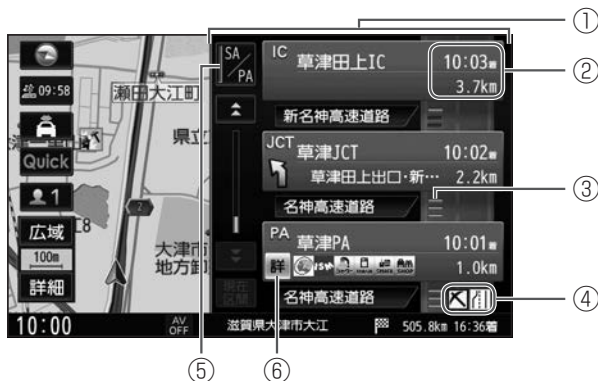 ①
SA/PA
IC 草津田上IC 10:03
3.7km
②
新名神高速道路
JCT 草津JCT 10:02
草津田上出口・新… 2.2km
③
名神高速道路
PA 草津PA 10:01
詳 1.0km
名神高速道路
④
09:58
瀬田大江町
県立
Quick
1
広域
100m
詳細
大津市
地方卸
現在
区間
10:00 AV OFF 滋賀県大津市大江 505.8km 16:36着
⑤ ⑥